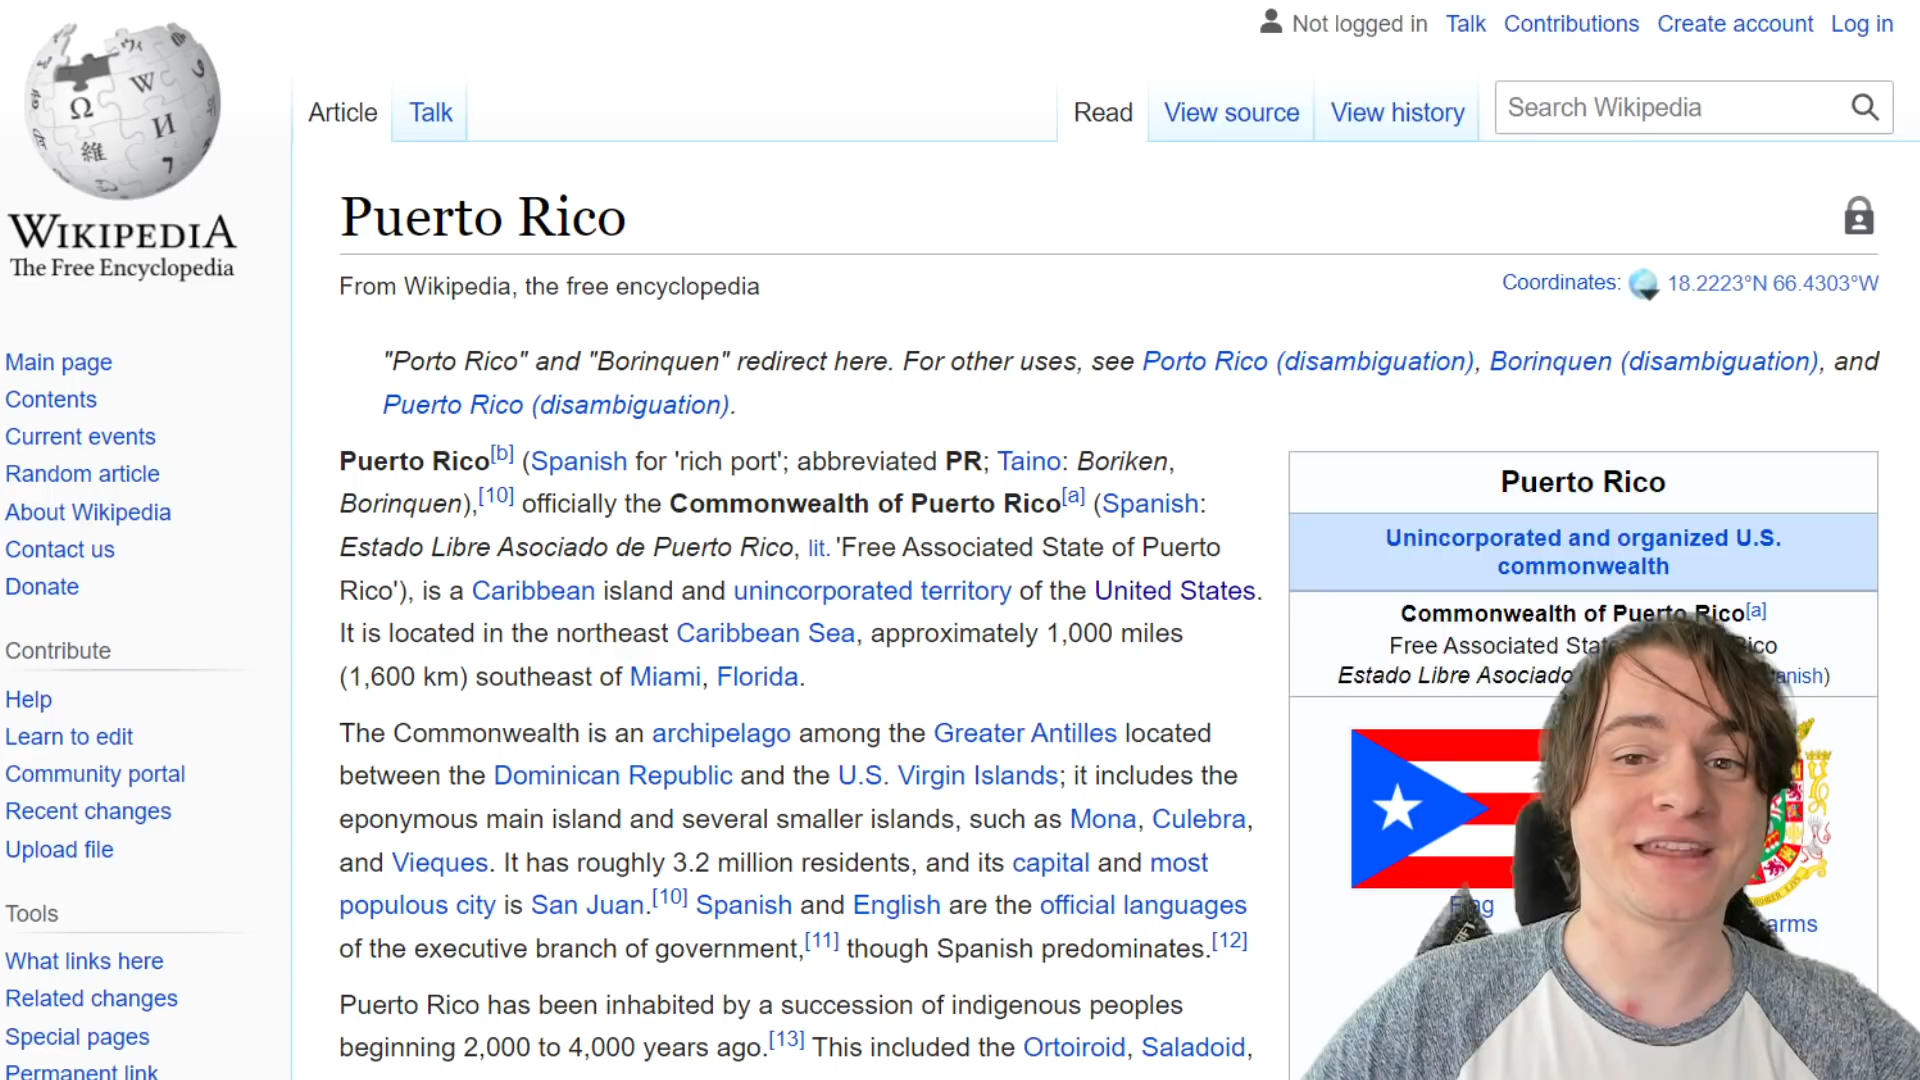 Not logged in Talk Contributions Create account Log in
Article Talk Read View source View history Search Wikipedia
WIKIPEDIA
The Free Encyclopedia
Main page
Contents
Current events
Random article
About Wikipedia
Contact us
Donate
Contribute
Help
Learn to edit
Community portal
Recent changes
Upload file
Tools
What links here
Related changes
Special pages
Permanent link
Puerto Rico
From Wikipedia, the free encyclopedia
Coordinates: 18.2223°N 66.4303°W
"Porto Rico" and "Borinquen" redirect here. For other uses, see Porto Rico (disambiguation), Borinquen (disambiguation), and
Puerto Rico (disambiguation).
Puerto Rico[b] (Spanish for 'rich port'; abbreviated PR; Taino: Boriken,
Borinquen),[10] officially the Commonwealth of Puerto Rico[a] (Spanish:
Estado Libre Asociado de Puerto Rico, lit. 'Free Associated State of Puerto
Rico'), is a Caribbean island and unincorporated territory of the United States.
It is located in the northeast Caribbean Sea, approximately 1,000 miles
(1,600 km) southeast of Miami, Florida.
The Commonwealth is an archipelago among the Greater Antilles located
between the Dominican Republic and the U.S. Virgin Islands; it includes the
eponymous main island and several smaller islands, such as Mona, Culebra,
and Vieques. It has roughly 3.2 million residents, and its capital and most
populous city is San Juan.[10] Spanish and English are the official languages
of the executive branch of government,[11] though Spanish predominates.[12]
Puerto Rico has been inhabited by a succession of indigenous peoples
beginning 2,000 to 4,000 years ago.[13] This included the Ortoiroid, Saladoid,
Puerto Rico
Unincorporated and organized U.S.
commonwealth
Commonwealth of Puerto Rico[a]
Free Associated
Estado Libre Asociado
Flag
arms